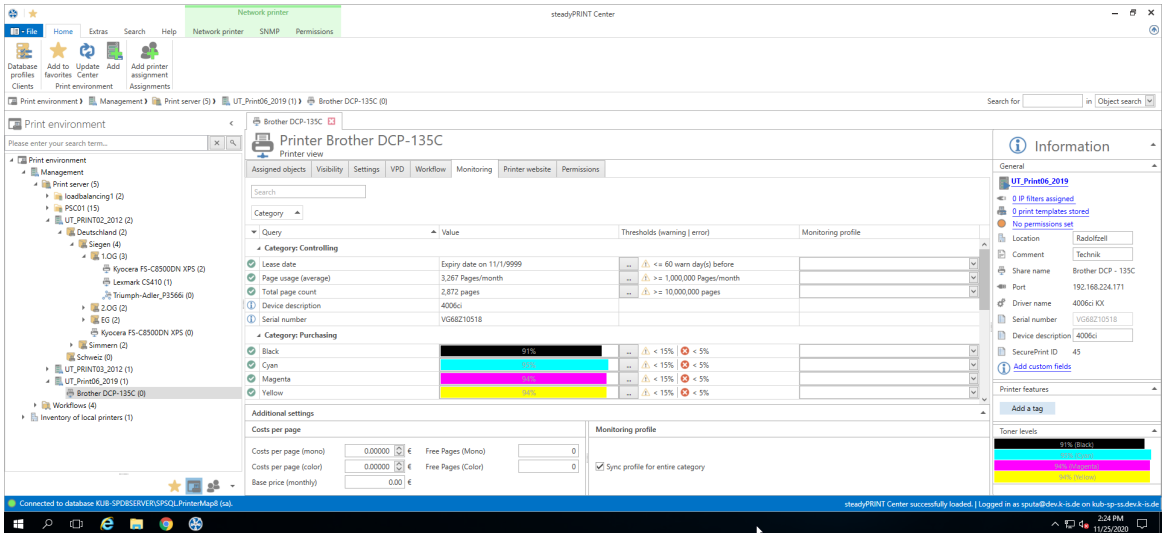 Network printer
steadyPRINT Center
File Home Extras Search Help Network printer SNMP Permissions
Database profiles
Add to favorites
Update Center
Add
Add printer assignment
Clients Print environment Assignments
Print environment Management Print server (5) UT_Print06_2019 (1) Brother DCP-135C (0)
Search for in Object search
Print environment
Please enter your search term...
Print environment
Management
Print server (5)
loadbalancing1 (2)
PSC01 (15)
UT_PRINT02_2012 (2)
Deutschland (2)
Siegen (4)
1.OG (3)
Kyocera FS-C8500DN XPS (2)
Lexmark CS410 (1)
Triumph-Adler_P3566i (0)
2.OG (2)
EG (2)
Kyocera FS-C8500DN XPS (0)
Simmern (2)
Schweiz (0)
UT_PRINT03_2012 (1)
UT_Print06_2019 (1)
Brother DCP-135C (0)
Workflows (4)
Inventory of local printers (1)
Brother DCP-135C
Printer Brother DCP-135C
Printer view
Assigned objects Visibility Settings VPD Workflow Monitoring Printer website Permissions
Search
Category
Query Value Thresholds (warning | error) Monitoring profile
Category: Controlling
Lease date Expiry date on 11/1/9999 ... <= 60 warn day(s) before
Page usage (average) 3,267 Pages/month ... >= 1,000,000 Pages/month
Total page count 2,872 pages ... >= 10,000,000 pages
Device description 4006ci
Serial number VG68Z10518
Category: Purchasing
Black 91% ... < 15% < 5%
Cyan ... < 15% < 5%
Magenta 94% ... < 15% < 5%
Yellow 94% ... < 15% < 5%
Additional settings
Costs per page
Costs per page (mono) 0.00000 € Free Pages (Mono) 0
Costs per page (color) 0.00000 € Free Pages (Color) 0
Base price (monthly) 0.00 €
Monitoring profile
Sync profile for entire category
Information
General
UT_Print06_2019
0 IP filters assigned
0 print templates stored
No permissions set
Location Radolfzell
Comment Technik
Share name Brother DCP - 135C
Port 192.168.224.171
Driver name 4006ci KX
Serial number VG68Z10518
Device description 4006ci
SecurePrint ID 45
Add custom fields
Printer features
Add a tag
Toner levels
91% (Black)
94% (Magenta)
94% (Yellow)
Connected to database KUB-SPDBSERVER\SPSQL.PrinterMap8 (sa).
steadyPRINT Center successfully loaded. | Logged in as sputa@dev.k-is.de on kub-sp-ss.dev.k-is.de
2:24 PM
11/25/2020